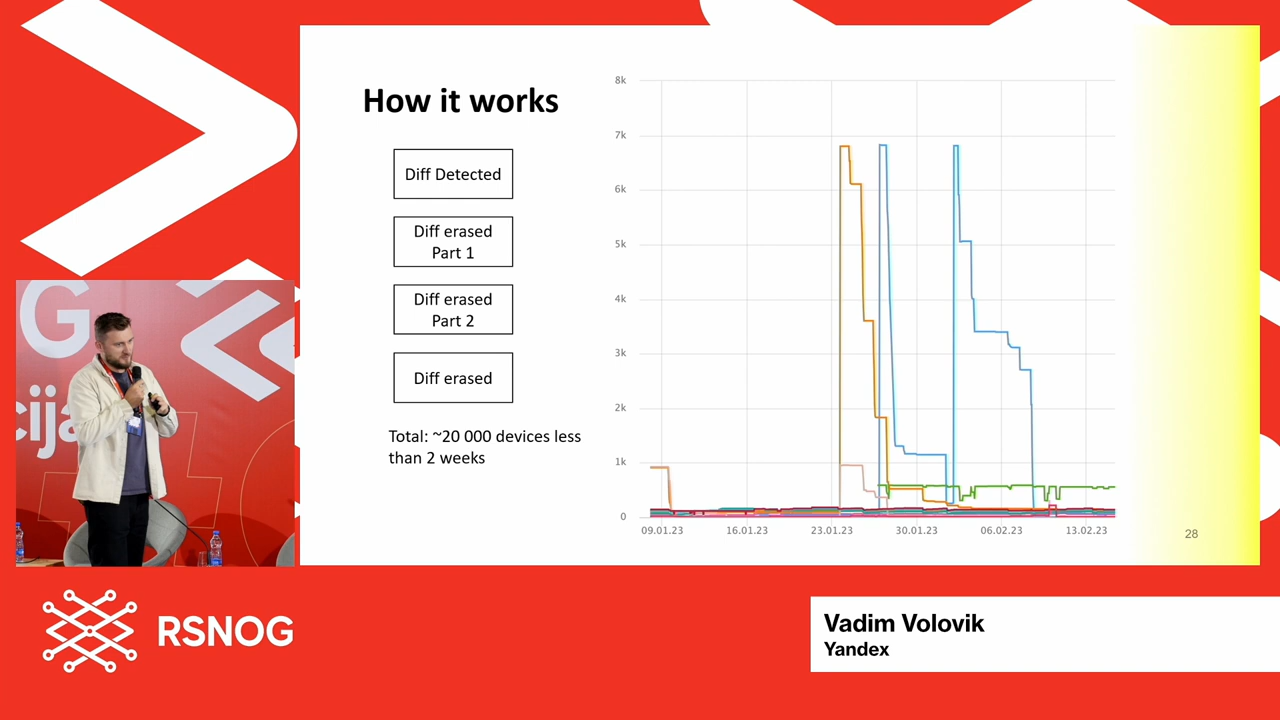 How it works
Diff Detected
Diff erased
Part 1
Diff erased
Part 2
Diff erased
Total: ~20 000 devices less
than 2 weeks
8k
7k
6k
5k
4k
3k
2k
1k
0
09.01.23
16.01.23
23.01.23
30.01.23
06.02.23
13.02.23
28
G
cija
RSNOG
Vadim Volovik
Yandex